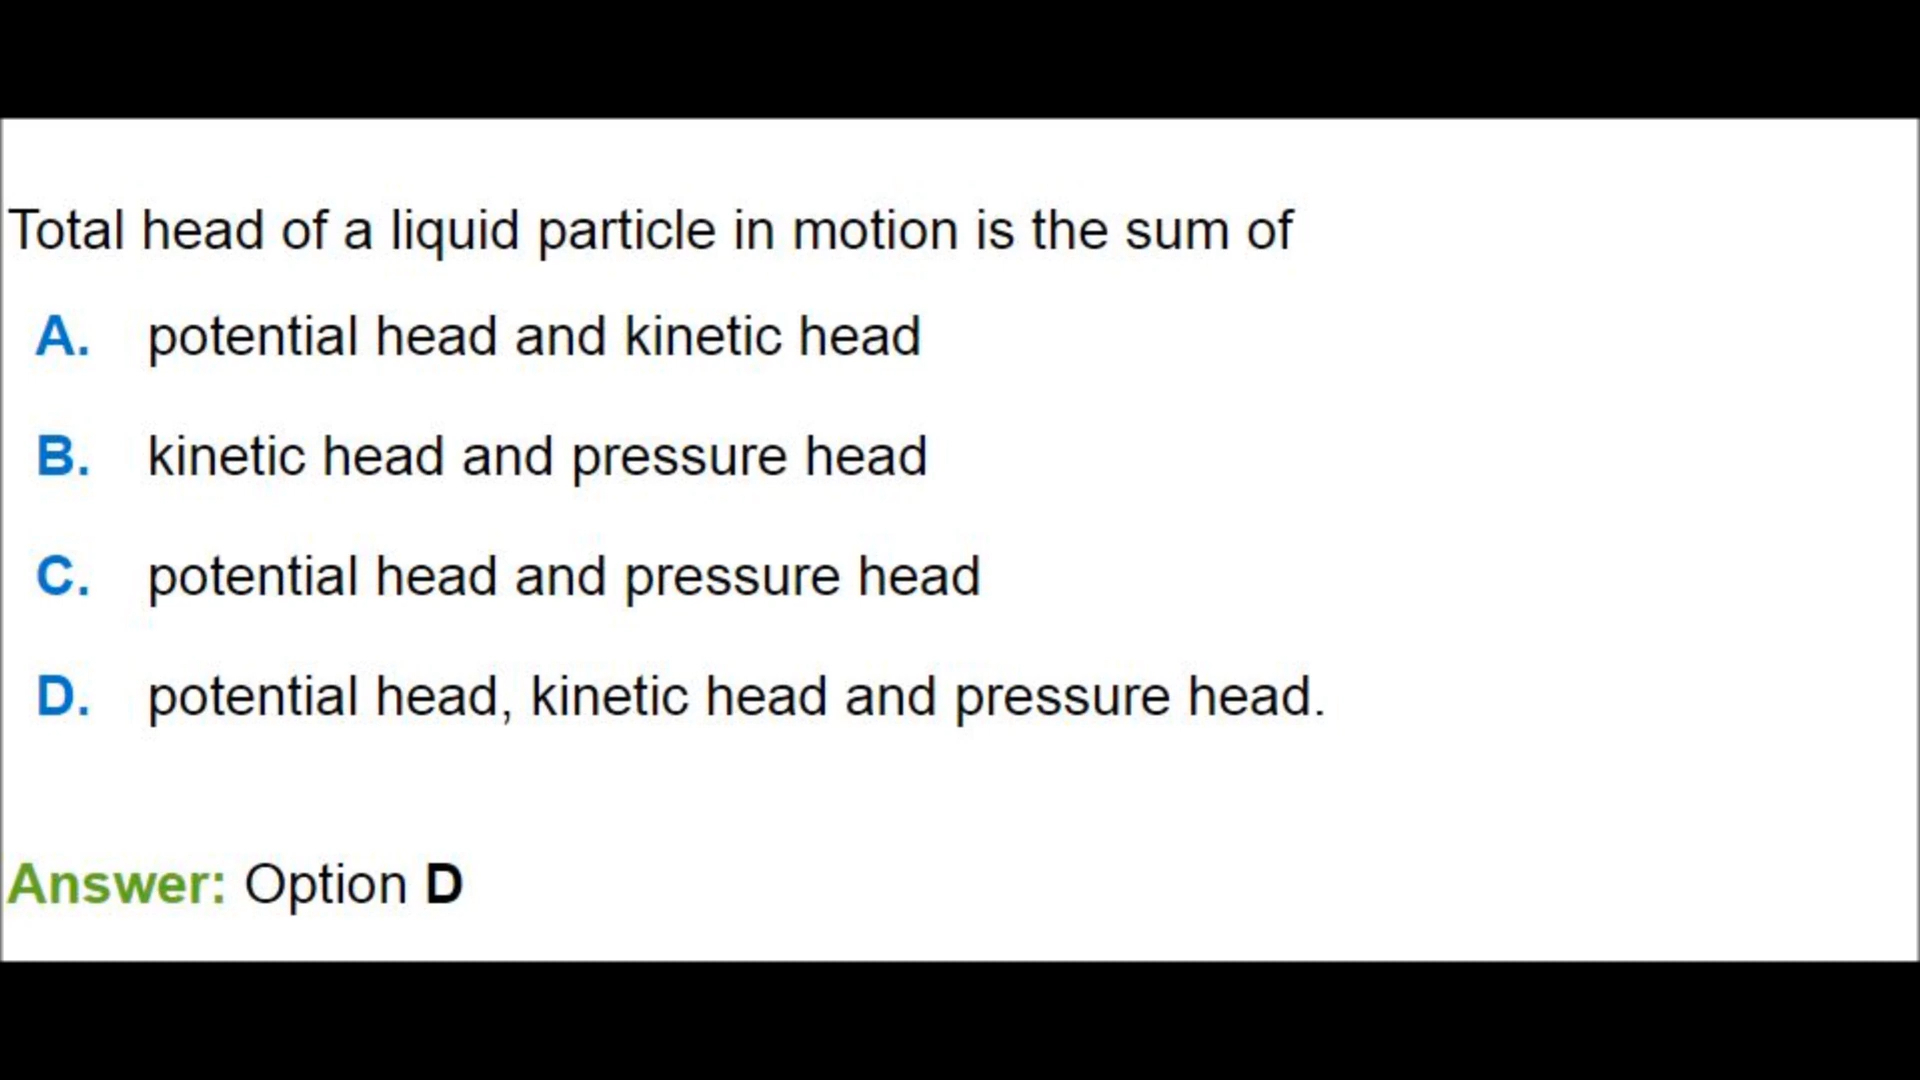 Total head of a liquid particle in motion is the sum of
A. potential head and kinetic head
B. kinetic head and pressure head
C. potential head and pressure head
D. potential head, kinetic head and pressure head.
Answer: Option D